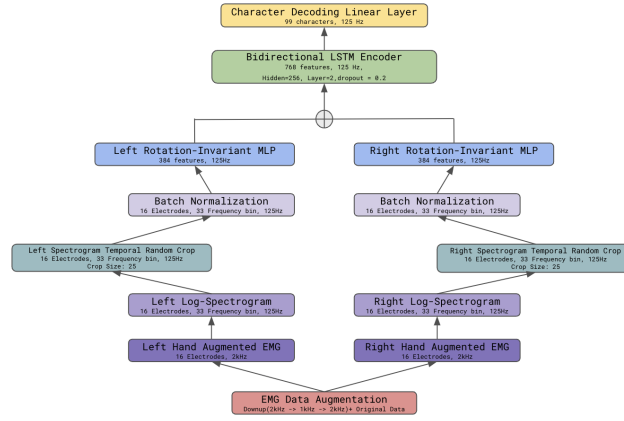 Character Decoding Linear Layer
99 characters, 125 Hz
Bidirectional LSTM Encoder
768 features, 125 Hz,
Hidden=256, Layer=2,dropout = 0.2
Left Rotation-Invariant MLP
384 features, 125Hz
Right Rotation-Invariant MLP
384 features, 125Hz
Batch Normalization
16 Electrodes, 33 Frequency bin, 125Hz
Batch Normalization
16 Electrodes, 33 Frequency bin, 125Hz
Left Spectrogram Temporal Random Crop
16 Electrodes, 33 Frequency bin, 125Hz
Crop Size: 25
Right Spectrogram Temporal Random Crop
16 Electrodes, 33 Frequency bin, 125Hz
Crop Size: 25
Left Log-Spectrogram
16 Electrodes, 33 Frequency bin, 125Hz
Right Log-Spectrogram
16 Electrodes, 33 Frequency bin, 125Hz
Left Hand Augmented EMG
16 Electrodes, 2kHz
Right Hand Augmented EMG
16 Electrodes, 2kHz
EMG Data Augmentation
Downup(2kHz -> 1kHz -> 2kHz)+ Original Data